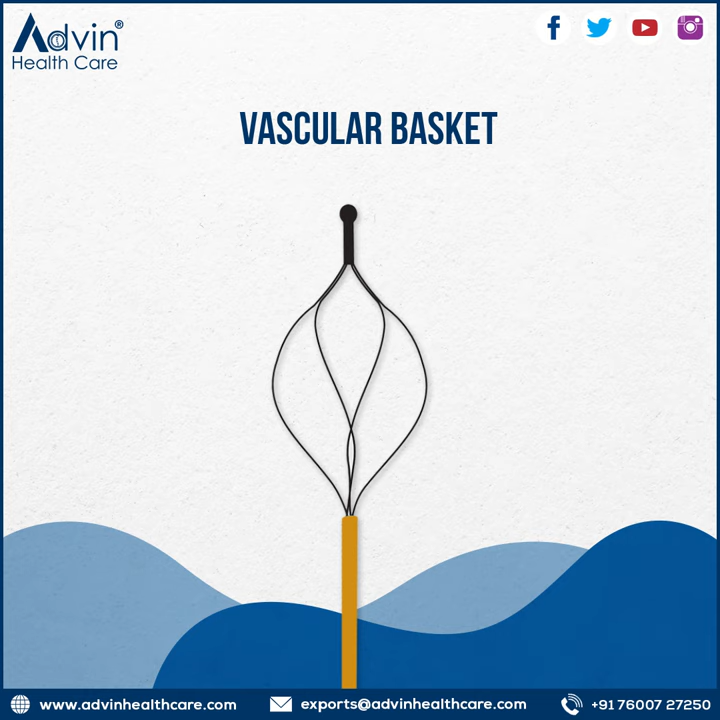 Advin®
Health Care
VASCULAR BASKET
www.advinhealthcare.com
exports@advinhealthcare.com
+91 76007 27250